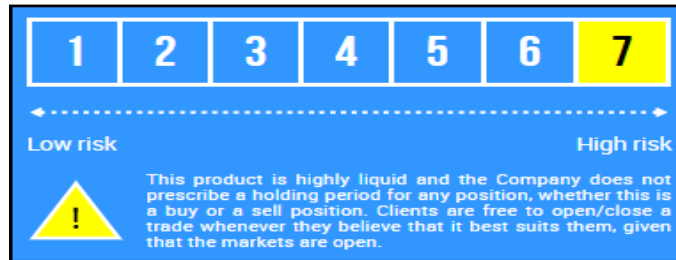 1 2 3 4 5 6 7
Low risk High risk
This product is highly liquid and the Company does not
prescribe a holding period for any position, whether this is
a buy or a sell position. Clients are free to open/close a
trade whenever they believe that it best suits them, given
that the markets are open.
!